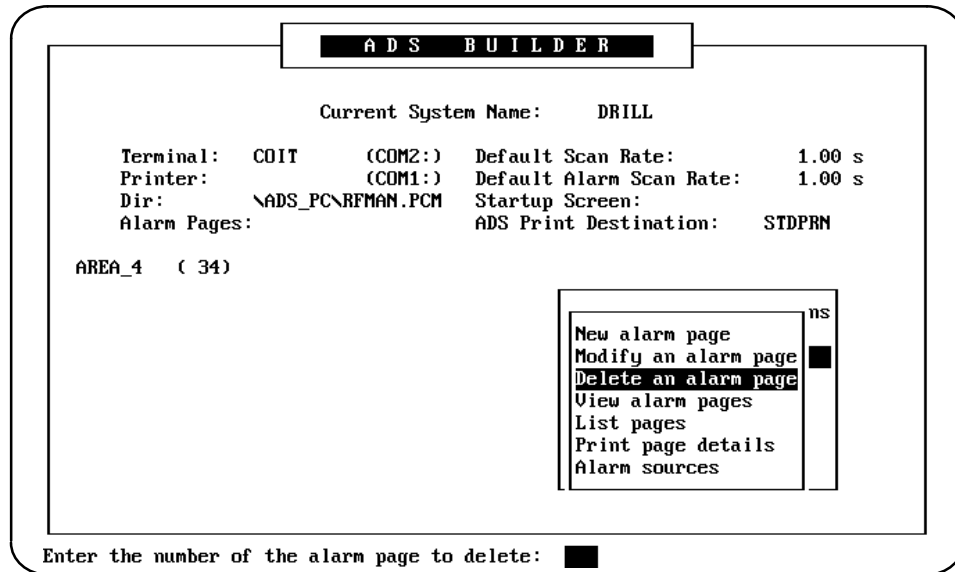 ADS BUILDER
Current System Name: DRILL
Terminal: COIT (COM2:) Default Scan Rate: 1.00 s
Printer: (COM1:) Default Alarm Scan Rate: 1.00 s
Dir: \ADS_PC\RFMAN.PCM Startup Screen:
Alarm Pages: ADS Print Destination: STDPRN
AREA_4 ( 34)
ns
New alarm page
Modify an alarm page
Delete an alarm page
View alarm pages
List pages
Print page details
Alarm sources
Enter the number of the alarm page to delete: